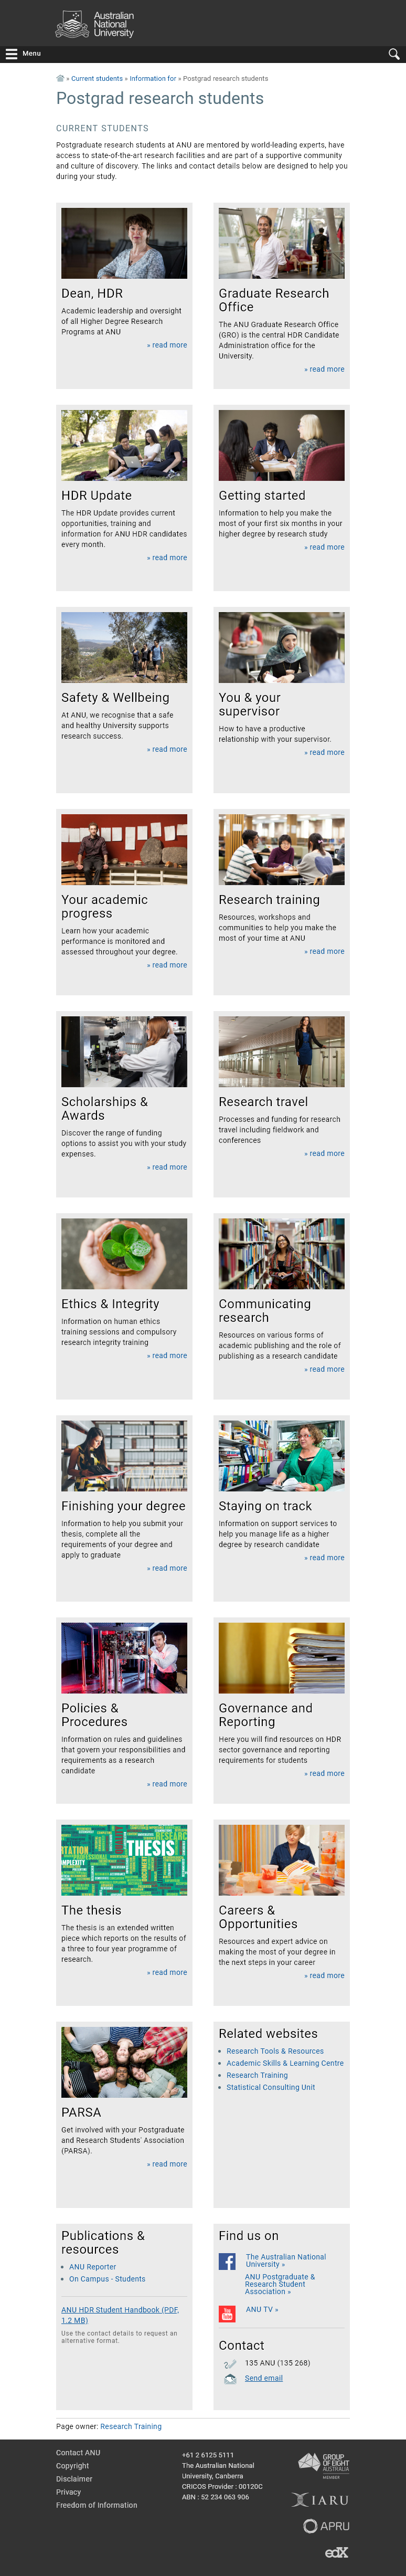 Australian
National
University
Menu
» Current students » Information for » Postgrad research students
Postgrad research students
CURRENT STUDENTS
Postgraduate research students at ANU are mentored by world-leading experts, have
access to state-of-the-art research facilities and are part of a supportive community
and culture of discovery. The links and contact details below are designed to help you
during your study.
Dean, HDR
Academic leadership and oversight
of all Higher Degree Research
Programs at ANU
» read more
Graduate Research
Office
The ANU Graduate Research Office
(GRO) is the central HDR Candidate
Administration office for the
University.
» read more
HDR Update
The HDR Update provides current
opportunities, training and
information for ANU HDR candidates
every month.
» read more
Getting started
Information to help you make the
most of your first six months in your
higher degree by research study
» read more
Safety & Wellbeing
At ANU, we recognise that a safe
and healthy University supports
research success.
» read more
You & your
supervisor
How to have a productive
relationship with your supervisor.
» read more
Your academic
progress
Learn how your academic
performance is monitored and
assessed throughout your degree.
» read more
Research training
Resources, workshops and
communities to help you make the
most of your time at ANU
» read more
Scholarships &
Awards
Discover the range of funding
options to assist you with your study
expenses.
» read more
Research travel
Processes and funding for research
travel including fieldwork and
conferences
» read more
Ethics & Integrity
Information on human ethics
training sessions and compulsory
research integrity training
» read more
Communicating
research
Resources on various forms of
academic publishing and the role of
publishing as a research candidate
» read more
Finishing your degree
Information to help you submit your
thesis, complete all the
requirements of your degree and
apply to graduate
» read more
Staying on track
Information on support services to
help you manage life as a higher
degree by research candidate
» read more
Policies &
Procedures
Information on rules and guidelines
that govern your responsibilities and
requirements as a research
candidate
» read more
Governance and
Reporting
Here you will find resources on HDR
sector governance and reporting
requirements for students
» read more
THESIS
The thesis
The thesis is an extended written
piece which reports on the results of
a three to four year programme of
research.
» read more
Careers &
Opportunities
Resources and expert advice on
making the most of your degree in
the next steps in your career
» read more
PARSA
Get involved with your Postgraduate
and Research Students' Association
(PARSA).
» read more
Related websites
Research Tools & Resources
Academic Skills & Learning Centre
Research Training
Statistical Consulting Unit
Publications &
resources
ANU Reporter
On Campus - Students
ANU HDR Student Handbook (PDF,
1.2 MB)
Use the contact details to request an
alternative format.
Find us on
The Australian National
University »
ANU Postgraduate &
Research Student
Association »
You
Tube
ANU TV »
Contact
135 ANU (135 268)
Send email
Page owner: Research Training
Contact ANU
Copyright
Disclaimer
Privacy
Freedom of Information
+61 2 6125 5111
The Australian National
University, Canberra
CRICOS Provider : 00120C
ABN : 52 234 063 906
GROUP
OF EIGHT
AUSTRALIA
MEMBER
IARU
APRU
edX